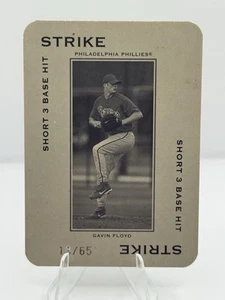 STRIKE
PHILADELPHIA PHILLIES®
SHORT 3 BASE HIT
SHORT 3 BASE HIT
GAVIN FLOYD
/65
STRIKE